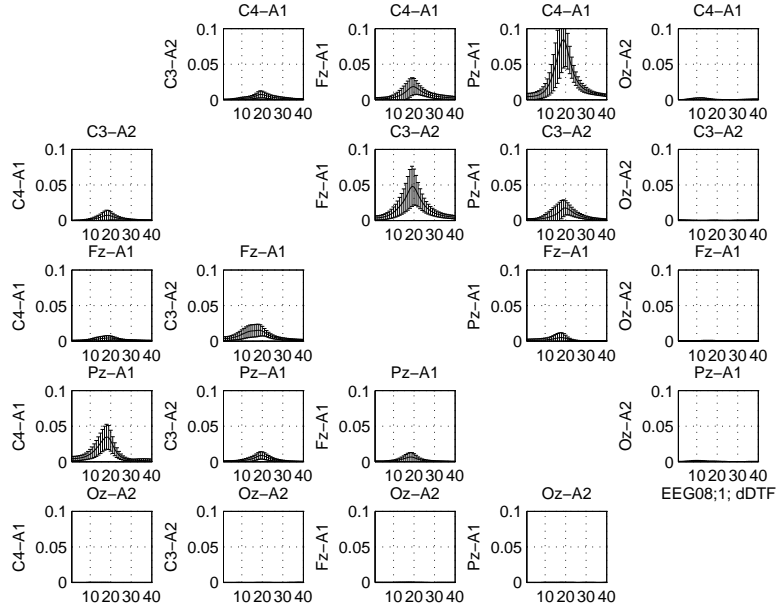 C4−A1 C4−A1 C4−A1 C4−A1
C3−A2 0.1 0.05 0 10 20 30 40
Fz−A1 0.1 0.05 0 10 20 30 40
Pz−A1 0.1 0.05 0 10 20 30 40
Oz−A2 0.1 0.05 0 10 20 30 40
C3−A2 C3−A2 C3−A2 C3−A2
C4−A1 0.1 0.05 0 10 20 30 40
Fz−A1 0.1 0.05 0 10 20 30 40
Pz−A1 0.1 0.05 0 10 20 30 40
Oz−A2 0.1 0.05 0 10 20 30 40
Fz−A1 Fz−A1 Fz−A1 Fz−A1
C4−A1 0.1 0.05 0 10 20 30 40
C3−A2 0.1 0.05 0 10 20 30 40
Pz−A1 0.1 0.05 0 10 20 30 40
Oz−A2 0.1 0.05 0 10 20 30 40
Pz−A1 Pz−A1 Pz−A1 Pz−A1
C4−A1 0.1 0.05 0 10 20 30 40
C3−A2 0.1 0.05 0 10 20 30 40
Fz−A1 0.1 0.05 0 10 20 30 40
Oz−A2 0.1 0.05 0 10 20 30 40
EEG08;1; dDTF
Oz−A2 Oz−A2 Oz−A2 Oz−A2
C4−A1 0.1 0.05 0 10 20 30 40
C3−A2 0.1 0.05 0 10 20 30 40
Fz−A1 0.1 0.05 0 10 20 30 40
Pz−A1 0.1 0.05 0 10 20 30 40